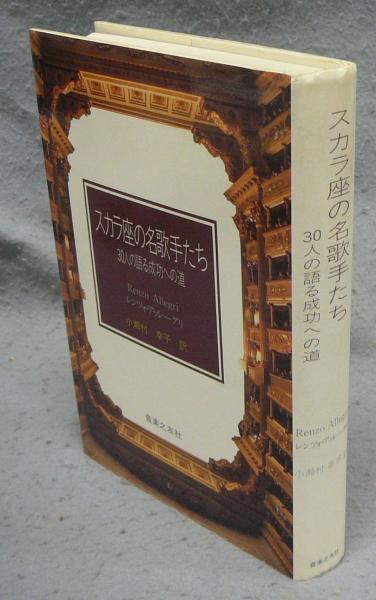 スカラ座の名歌手たち
30人の語る成功への道
Renzo Allegri
レンツォ・アッレーグリ
小瀬村 幸子 訳
音楽之友社
スカラ座の名歌手たち
30人の語る成功への道
Renzo Allegri
レンツォ・アッレーグリ
小瀬村 幸子
音楽之友社